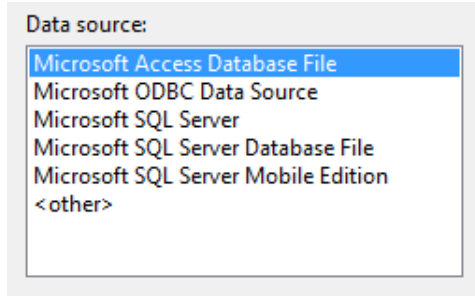 Data source:
Microsoft Access Database File
Microsoft ODBC Data Source
Microsoft SQL Server
Microsoft SQL Server Database File
Microsoft SQL Server Mobile Edition
<other>